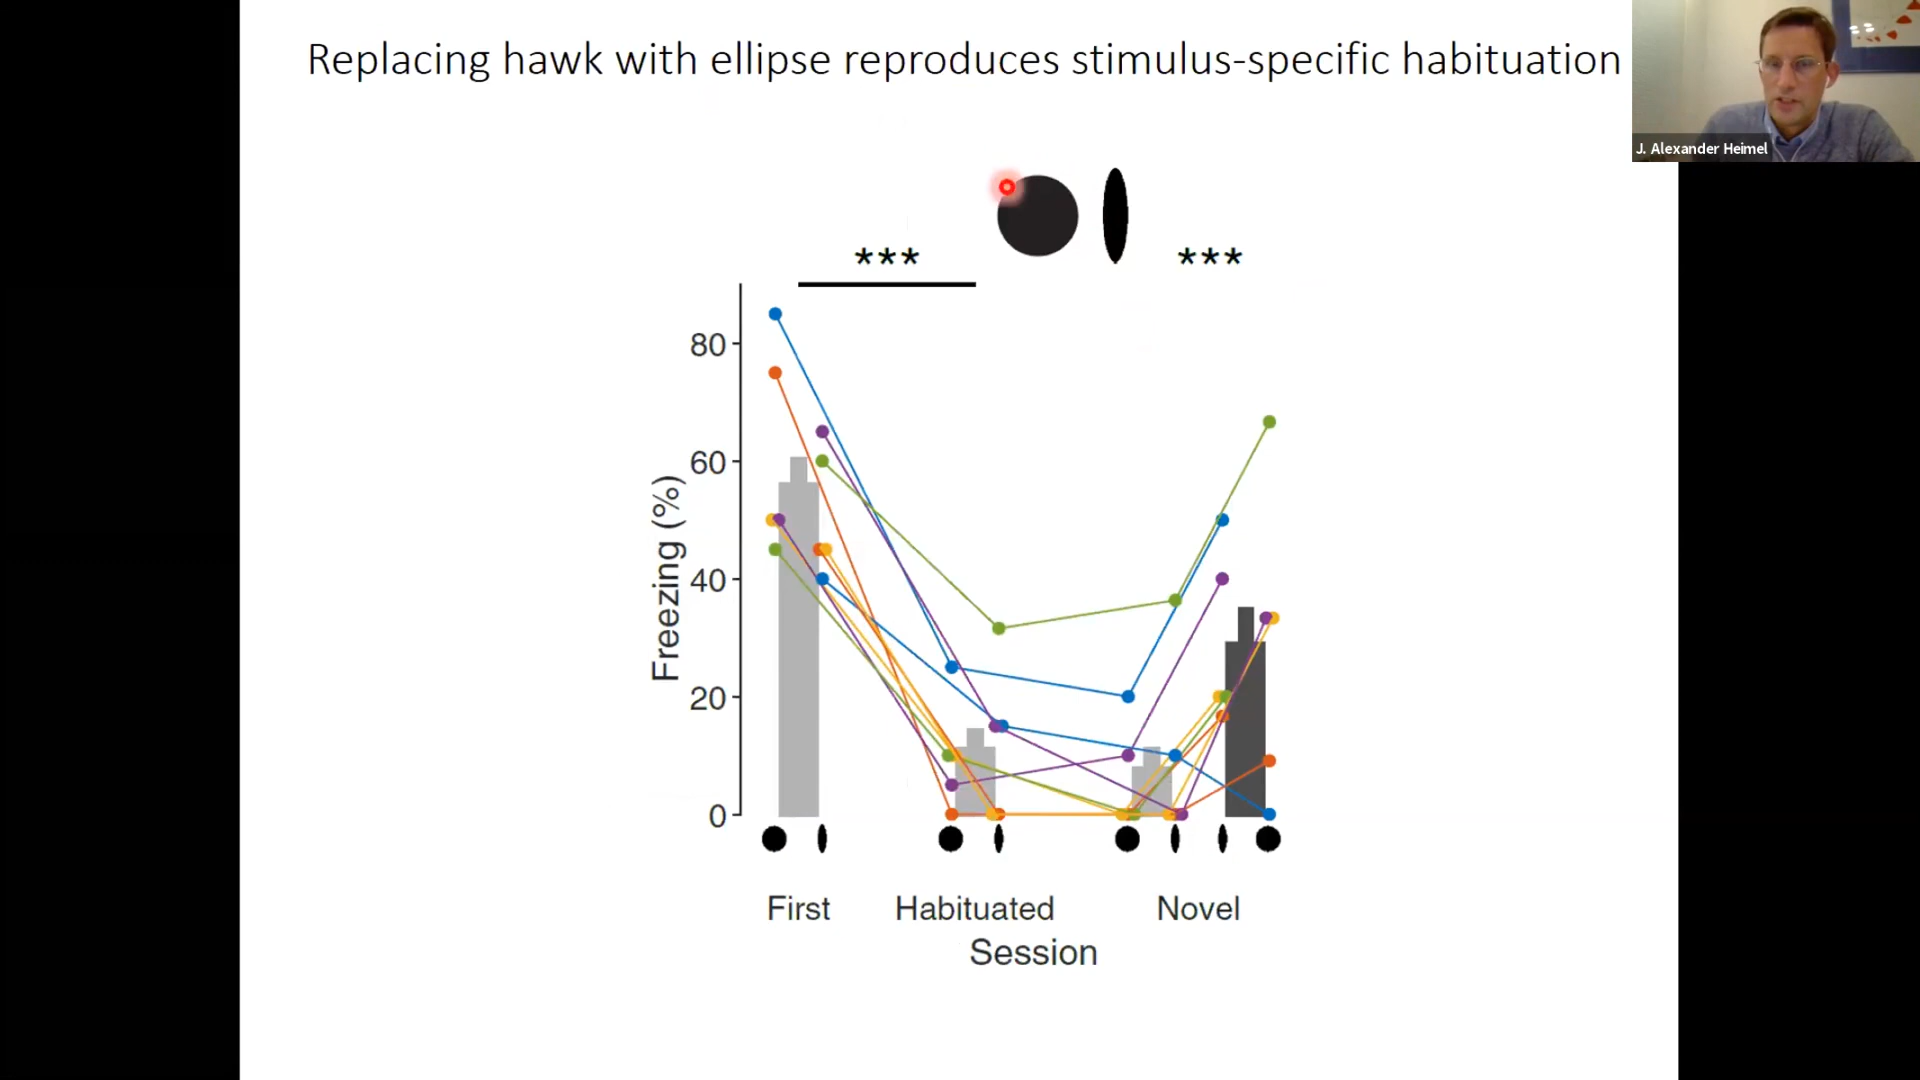 Replacing hawk with ellipse reproduces stimulus-specific habituation
J. Alexander Heimel
*** ***
80
60
40
20
0
Freezing (%)
First Habituated Novel
Session